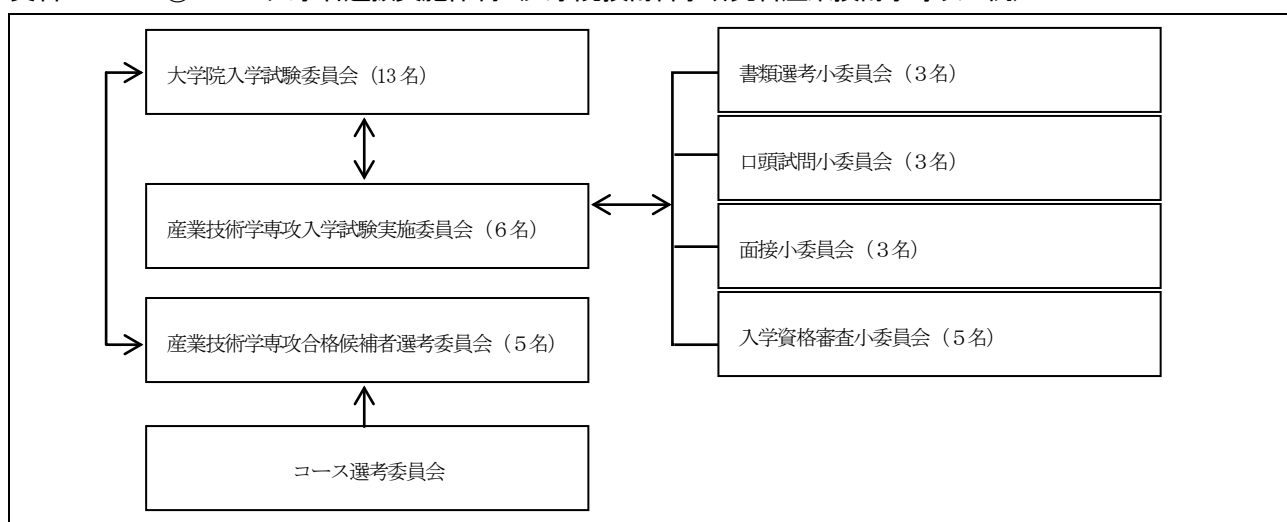 大学院入学試験委員会（13名）
産業技術学専攻入学試験実施委員会（６名）
産業技術学専攻合格候補者選考委員会（５名）
コース選考委員会
書類選考小委員会（３名）
口頭試問小委員会（３名）
面接小委員会（３名）
入学資格審査小委員会（５名）